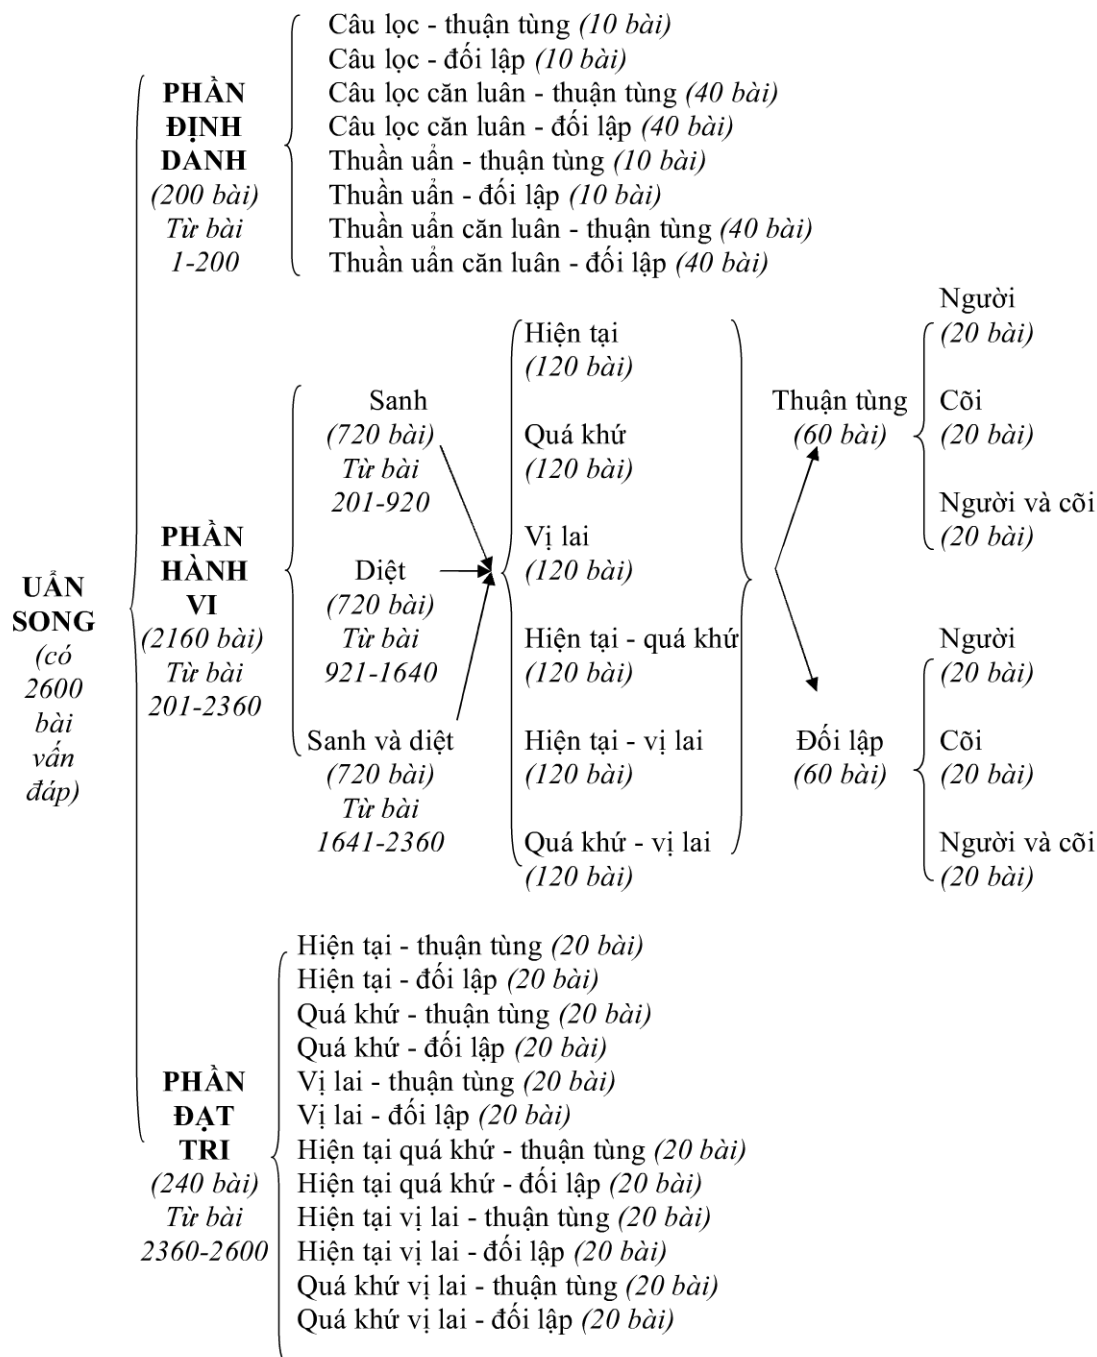 UẨN
SONG
(có
2600
bài
vấn
đáp)
PHẦN
ĐỊNH
DANH
(200 bài)
Từ bài
1-200
Câu lọc - thuận tùng (10 bài)
Câu lọc - đối lập (10 bài)
Câu lọc căn luân - thuận tùng (40 bài)
Câu lọc căn luân - đối lập (40 bài)
Thuần uẩn - thuận tùng (10 bài)
Thuần uẩn - đối lập (10 bài)
Thuần uẩn căn luân - thuận tùng (40 bài)
Thuần uẩn căn luân - đối lập (40 bài)
PHẦN
HÀNH
VI
(2160 bài)
Từ bài
201-2360
Sanh
(720 bài)
Từ bài
201-920
Diệt
(720 bài)
Từ bài
921-1640
Sanh và diệt
(720 bài)
Từ bài
1641-2360
Hiện tại
(120 bài)
Quá khứ
(120 bài)
Vị lai
(120 bài)
Hiện tại - quá khứ
(120 bài)
Hiện tại - vị lai
(120 bài)
Quá khứ - vị lai
(120 bài)
Thuận tùng
(60 bài)
Người
(20 bài)
Cõi
(20 bài)
Người và cõi
(20 bài)
Đối lập
(60 bài)
Người
(20 bài)
Cõi
(20 bài)
Người và cõi
(20 bài)
PHẦN
ĐẠT
TRI
(240 bài)
Từ bài
2360-2600
Hiện tại - thuận tùng (20 bài)
Hiện tại - đối lập (20 bài)
Quá khứ - thuận tùng (20 bài)
Quá khứ - đối lập (20 bài)
Vị lai - thuận tùng (20 bài)
Vị lai - đối lập (20 bài)
Hiện tại quá khứ - thuận tùng (20 bài)
Hiện tại quá khứ - đối lập (20 bài)
Hiện tại vị lai - thuận tùng (20 bài)
Hiện tại vị lai - đối lập (20 bài)
Quá khứ vị lai - thuận tùng (20 bài)
Quá khứ vị lai - đối lập (20 bài)